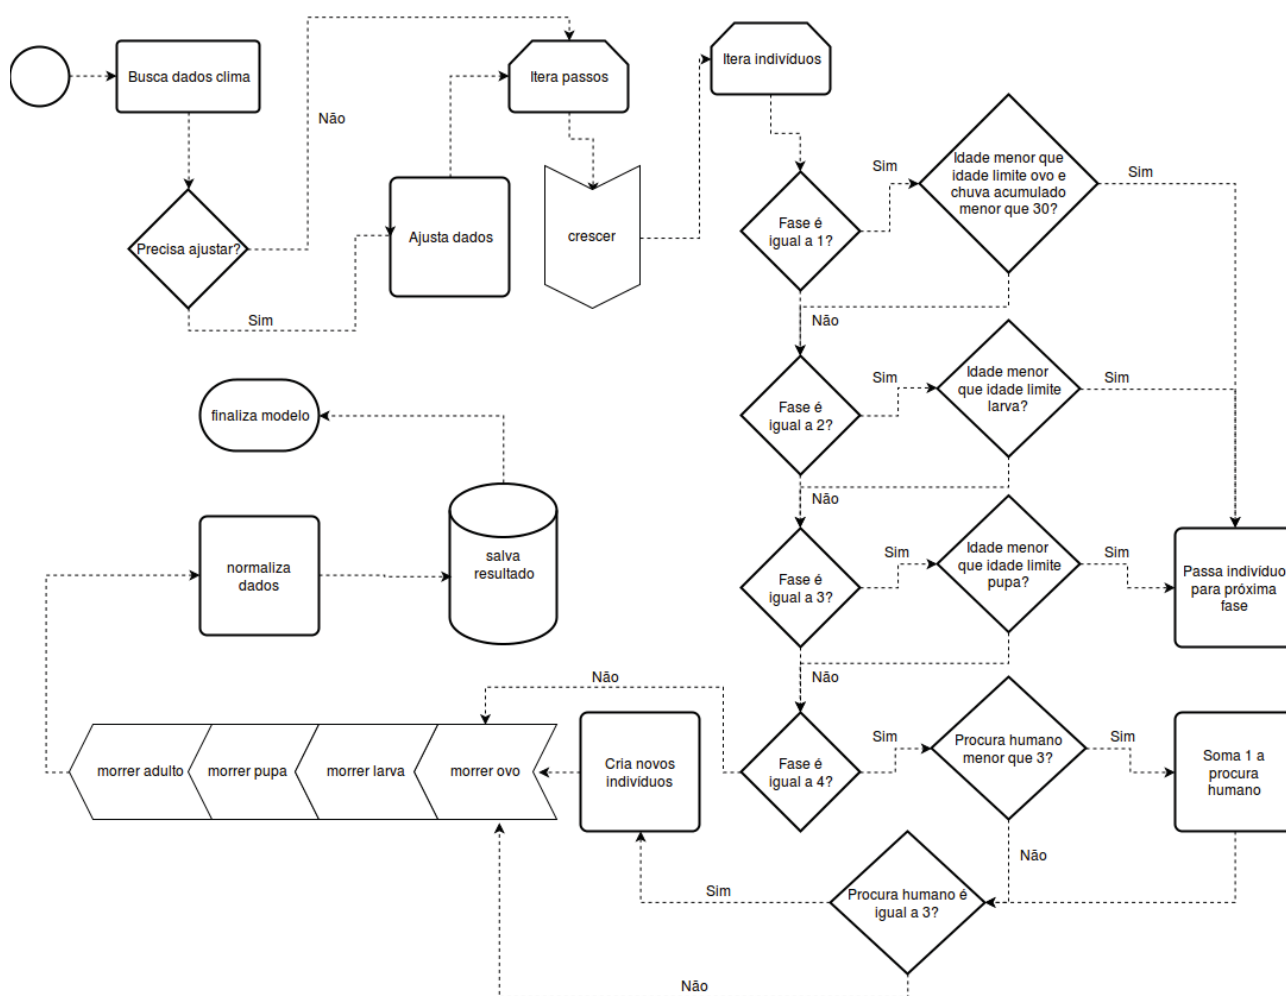 Busca dados clima
Itera passos
Itera indivíduos
Não
Precisa ajustar?
Sim
Ajusta dados
crescer
Fase é
igual a 1?
Sim
Idade menor que
idade limite ovo e
chuva acumulado
menor que 30?
Sim
Não
Fase é
igual a 2?
Sim
Idade menor
que idade limite
larva?
Sim
Não
finaliza modelo
normaliza
dados
salva
resultado
Fase é
igual a 3?
Sim
Idade menor
que idade limite
pupa?
Sim
Passa indivíduo
para próxima
fase
Não
Não
morrer adulto
morrer pupa
morrer larva
morrer ovo
Cria novos
indivíduos
Fase é
igual a 4?
Sim
Procura humano
menor que 3?
Sim
Soma 1 a
procura
humano
Não
Sim
Procura humano é
igual a 3?
Não